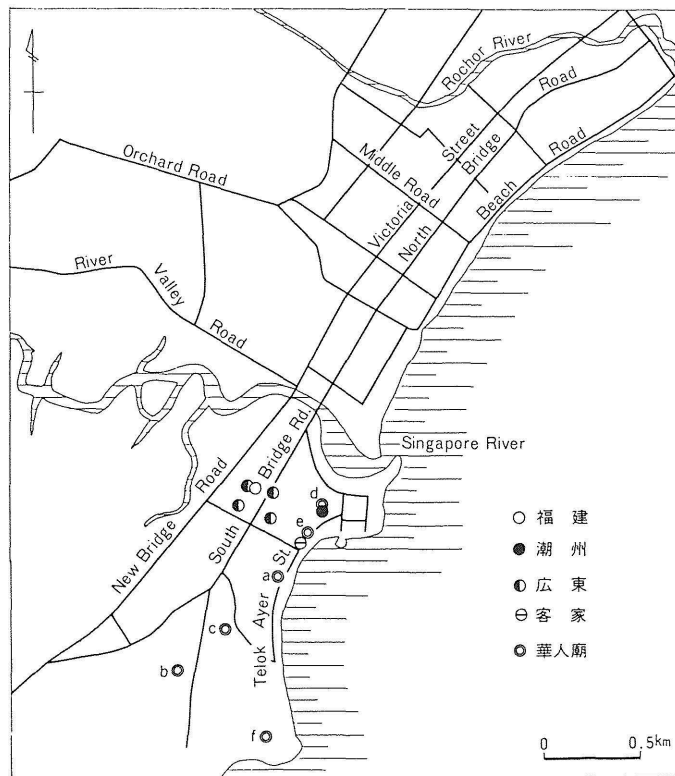 Rochor River
Road
Orchard Road
Middle Road
Street
Bridge
Road
Victoria
North
Beach
River
Valley
Road
Singapore River
Bridge Rd.
Road
New Bridge
South
d
e
St.
a
Telok Ayer
c
b
f
福建
潮州
広東
客家
華人廟
0 0.5km